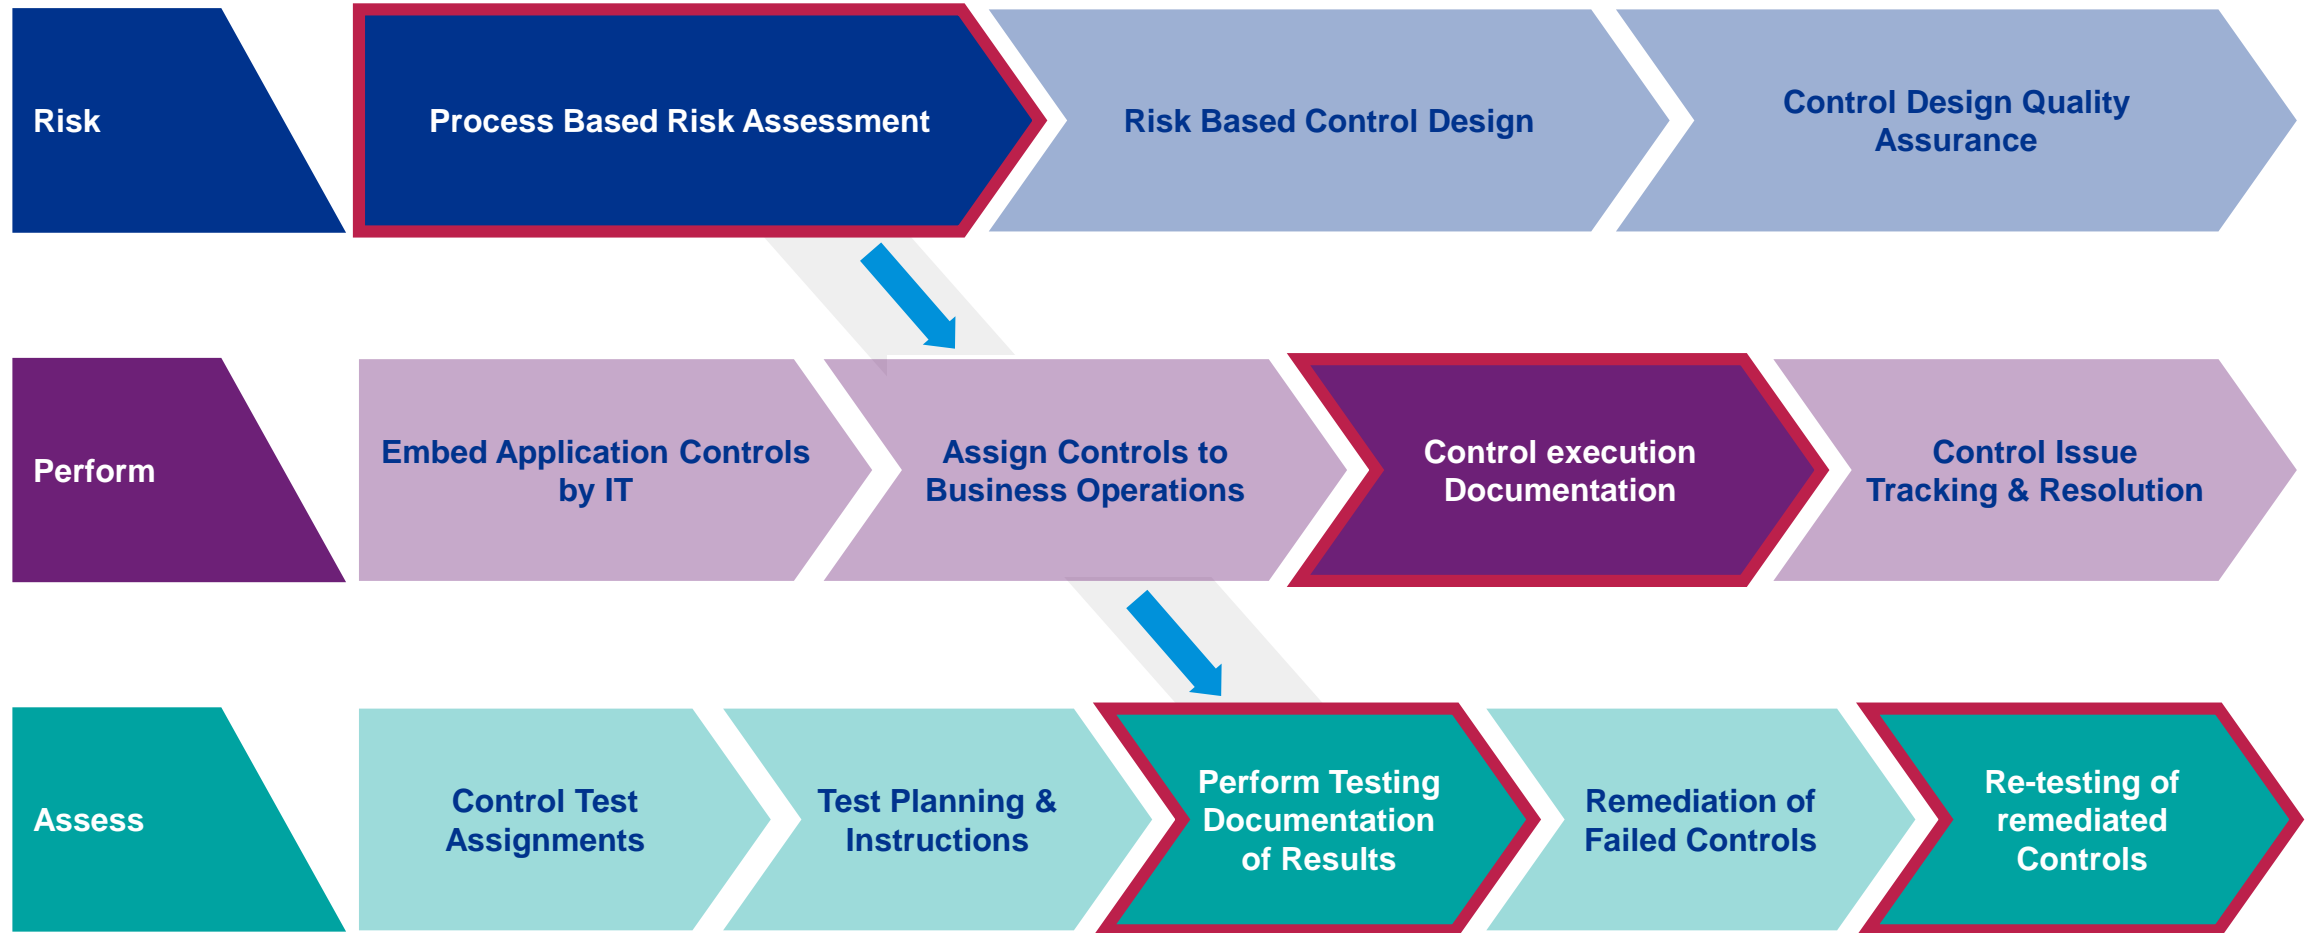 Risk
Process Based Risk Assessment
Risk Based Control Design
Control Design Quality
Assurance
Perform
Embed Application Controls
by IT
Assign Controls to
Business Operations
Control execution
Documentation
Control Issue
Tracking & Resolution
Assess
Control Test
Assignments
Test Planning &
Instructions
Perform Testing
Documentation
of Results
Remediation of
Failed Controls
Re-testing of
remediated
Controls